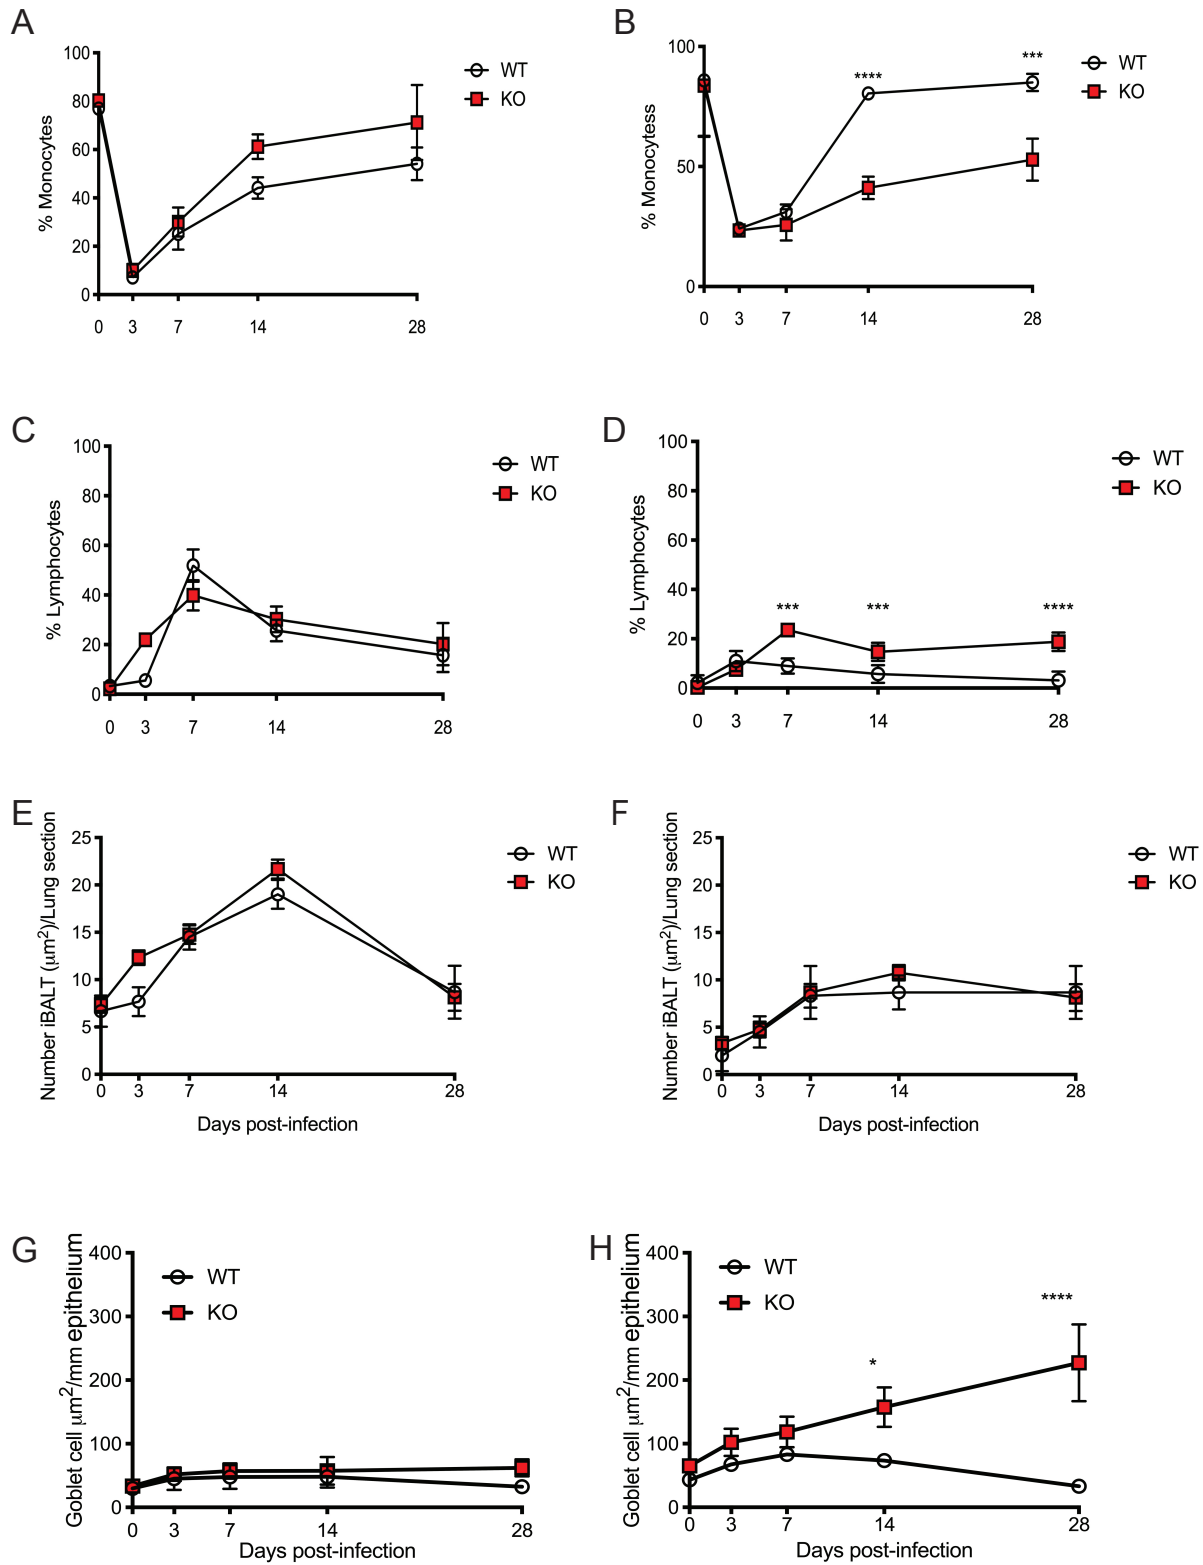 A
% Monocytes
100
80
60
40
20
0
0 3 7 14 28
WT
KO
B
% Monocytess
100
50
0
0 3 7 14 28
****
***
WT
KO
C
% Lymphocytes
100
80
60
40
20
0
0 3 7 14 28
WT
KO
D
% Lymphocytes
100
80
60
40
20
0
0 3 7 14 28
***
***
****
WT
KO
E
Number iBALT (μm²)/Lung section
25
20
15
10
5
0
0 3 7 14 28
Days post-infection
WT
KO
F
Number iBALT (μm²)/Lung section
25
20
15
10
5
0
0 3 7 14 28
Days post-infection
WT
KO
G
Goblet cell μm²/mm epithelium
400
300
200
100
0
0 3 7 14 28
Days post-infection
WT
KO
H
Goblet cell μm²/mm epithelium
400
300
200
100
0
0 3 7 14 28
Days post-infection
WT
KO
*
****